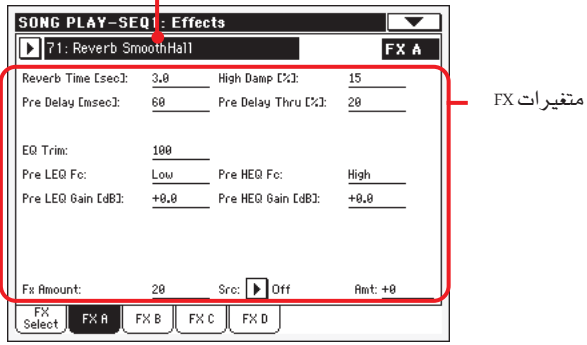 SONG PLAY-SEQ1: Effects
71: Reverb SmoothHall FX A
Reverb Time [sec]: 3.0 High Damp [%]: 15
Pre Delay [msec]: 60 Pre Delay Thru [%]: 20
متغيرات FX
EQ Trim: 100
Pre LEQ Fc: Low Pre HEQ Fc: High
Pre LEQ Gain [dB]: +0.0 Pre HEQ Gain [dB]: +0.0
Fx Amount: 20 Src: Off Amt: +0
FX Select FX A FX B FX C FX D